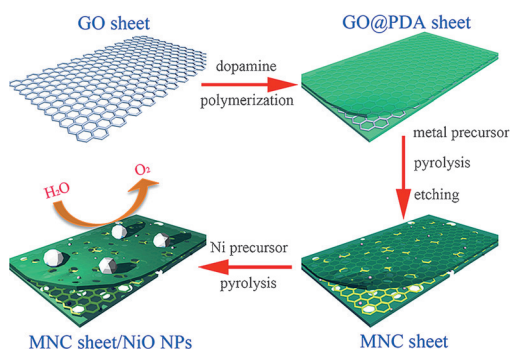 GO sheet
GO@PDA sheet
dopamine
polymerization
metal precursor
pyrolysis
etching
H₂O
O₂
Ni precursor
pyrolysis
MNC sheet/NiO NPs
MNC sheet